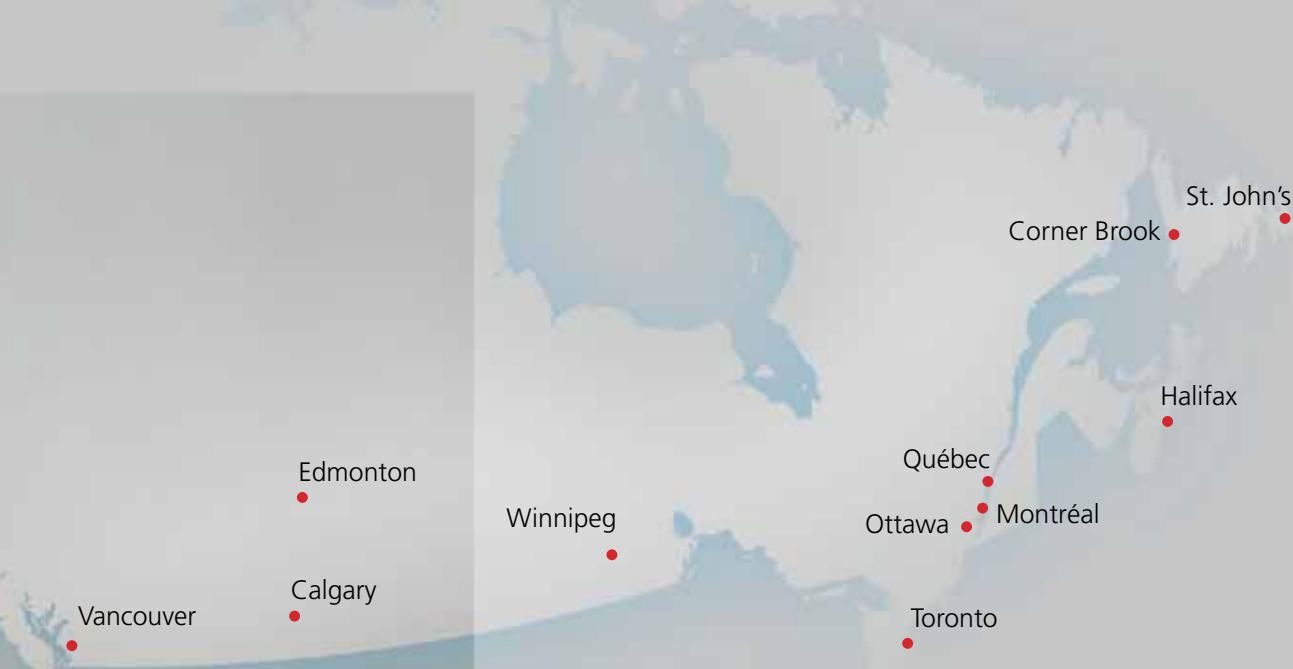 St. John’s
Corner Brook
Halifax
Québec
Edmonton
Montréal
Winnipeg
Ottawa
Calgary
Vancouver
Toronto